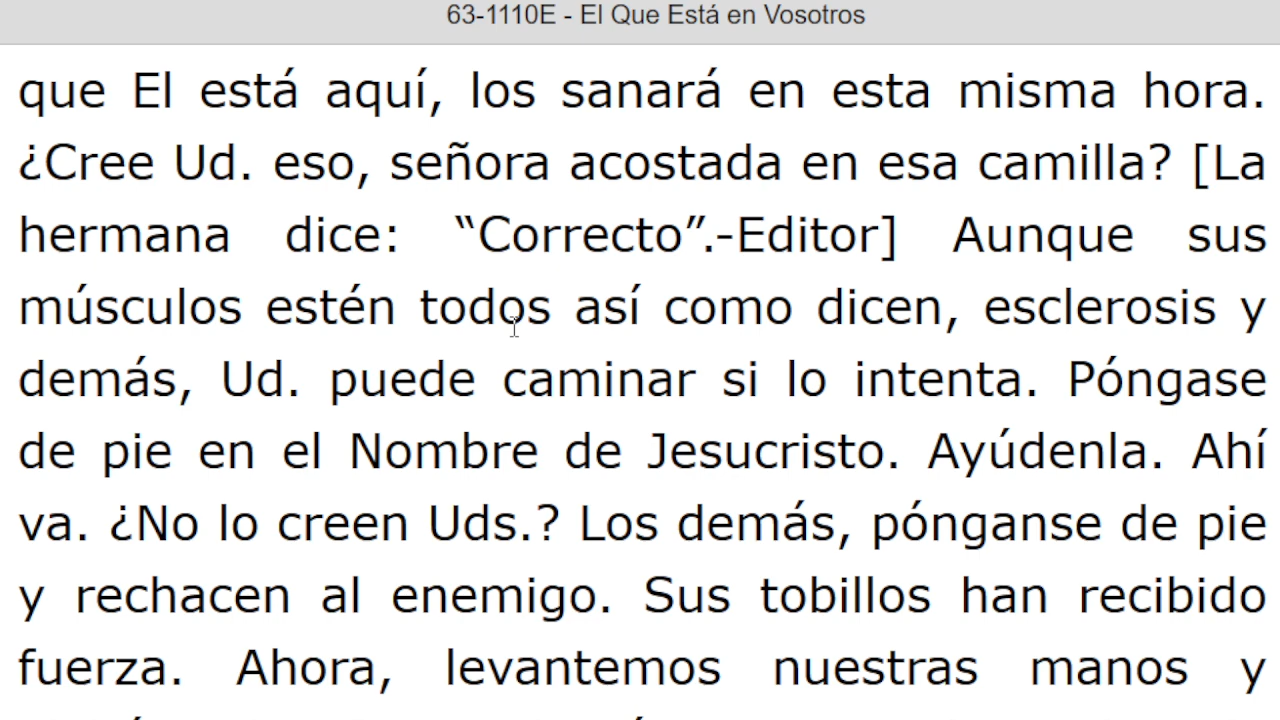 63-1110E - El Que Está en Vosotros
que El está aquí, los sanará en esta misma hora.
¿Cree Ud. eso, señora acostada en esa camilla? [La
hermana dice: “Correcto”.-Editor] Aunque sus
músculos estén todos así como dicen, esclerosis y
demás, Ud. puede caminar si lo intenta. Póngase
de pie en el Nombre de Jesucristo. Ayúdenla. Ahí
va. ¿No lo creen Uds.? Los demás, pónganse de pie
y rechacen al enemigo. Sus tobillos han recibido
fuerza. Ahora, levantemos nuestras manos y